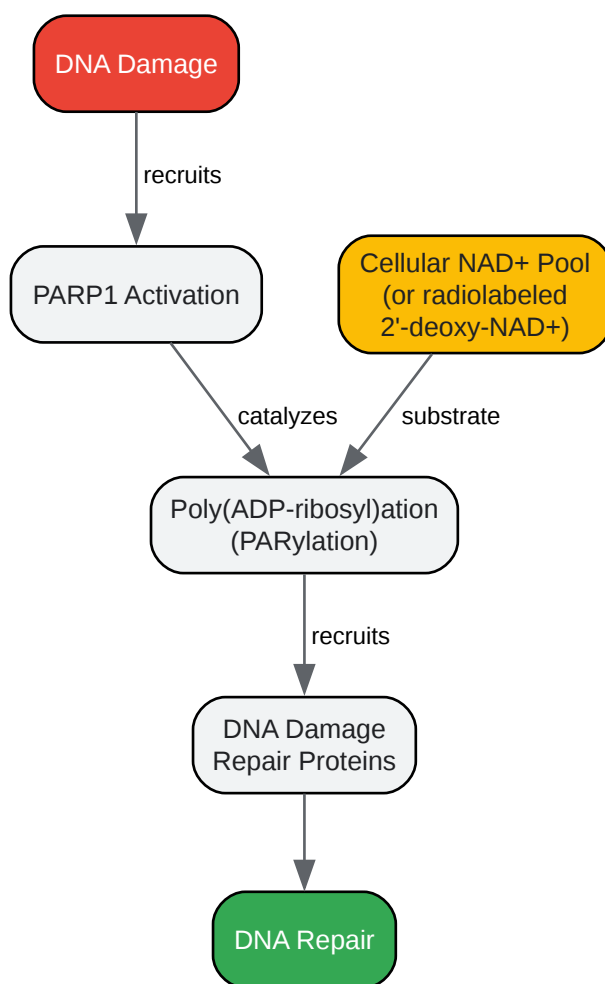 DNA Damage
recruits
PARP1 Activation
Cellular NAD+ Pool
(or radiolabeled
2'-deoxy-NAD+)
catalyzes
substrate
Poly(ADP-ribosyl)ation
(PARylation)
recruits
DNA Damage
Repair Proteins
DNA Repair